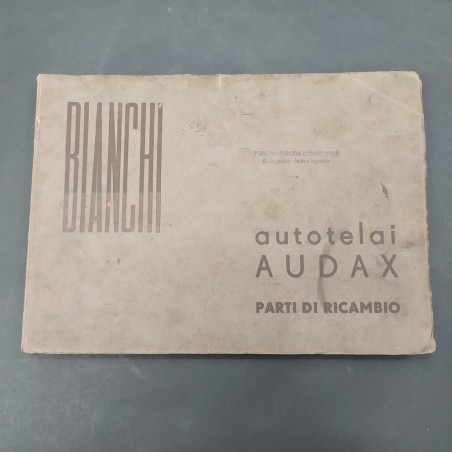 BIANCHI
autotelai
AUDAX
PARTI DI RICAMBIO